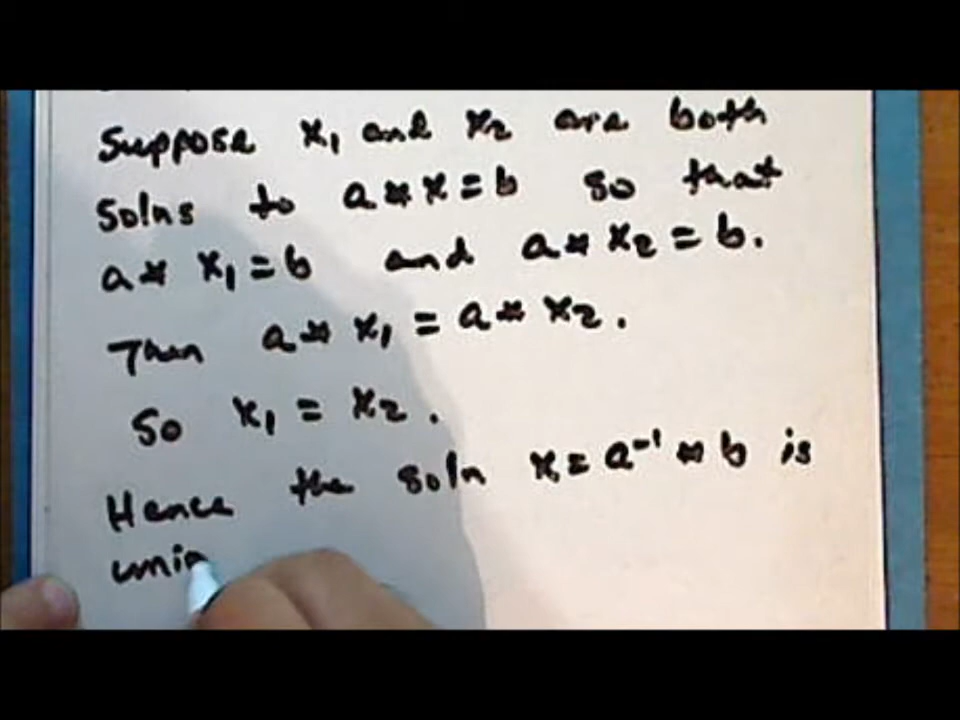 Suppose x₁ and x₂ are both
solns to a * x = b so that
a * x₁ = b and a * x₂ = b.
Then a * x₁ = a * x₂.
So x₁ = x₂.
Hence the soln x = a⁻¹ * b is
uniq